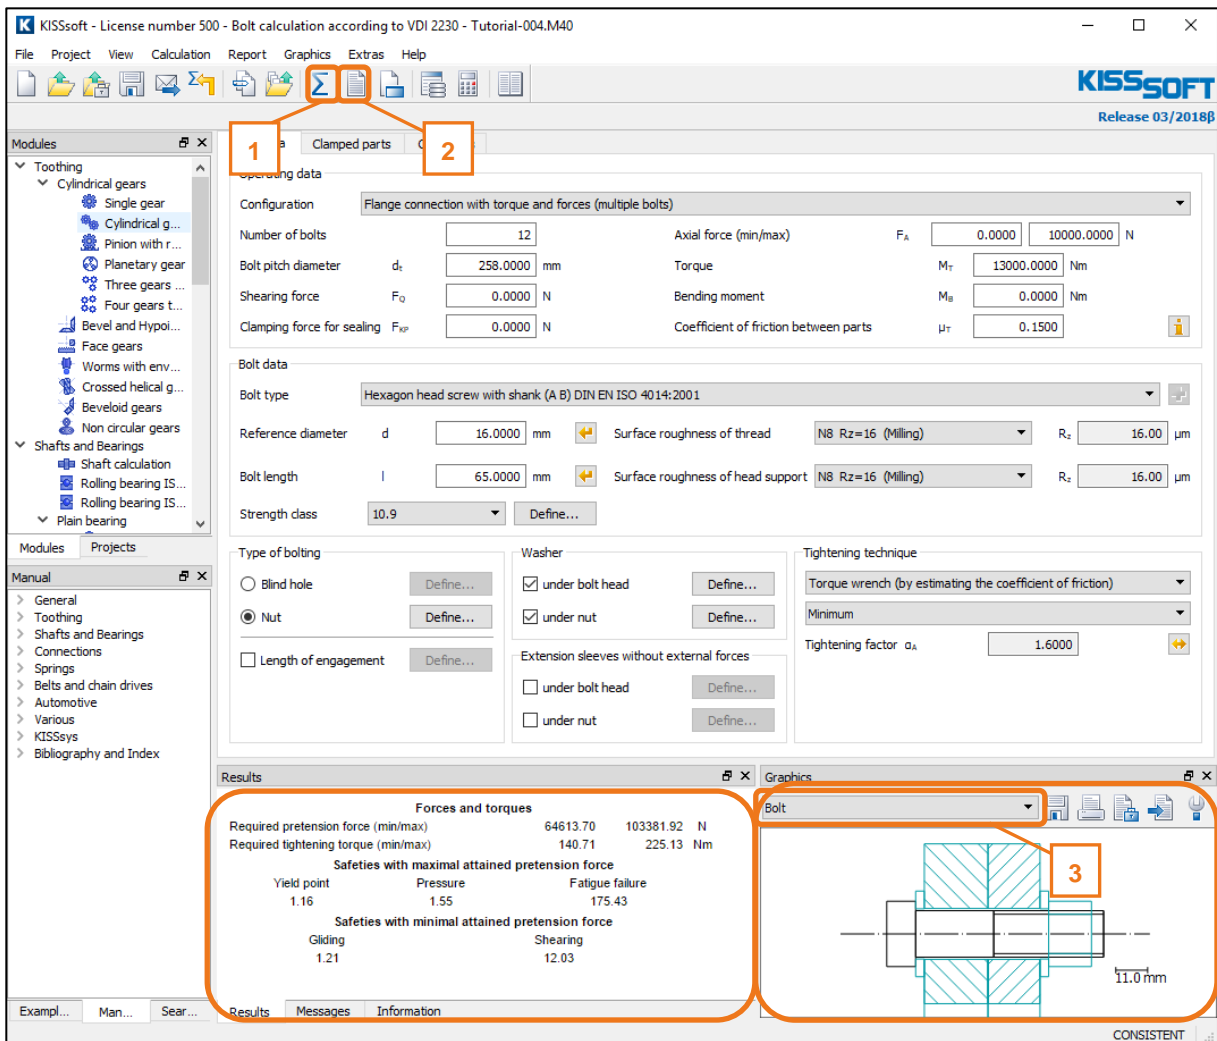 KISSsoft - License number 500 - Bolt calculation according to VDI 2230 - Tutorial-004.M40
File Project View Calculation Report Graphics Extras Help
KISSSOFT
Release 03/2018β
1
2
Modules
Clamped parts
Toothing
Cylindrical gears
Single gear
Cylindrical g...
Pinion with r...
Planetary gear
Three gears ...
Four gears t...
Bevel and Hypoi...
Face gears
Worms with env...
Crossed helical g...
Beveloid gears
Non circular gears
Shafts and Bearings
Shaft calculation
Rolling bearing IS...
Rolling bearing IS...
Plain bearing
Modules Projects
Manual
General
Toothing
Shafts and Bearings
Connections
Springs
Belts and chain drives
Automotive
Various
KISSsys
Bibliography and Index
Exampl... Man... Sear...
Operating data
Configuration Flange connection with torque and forces (multiple bolts)
Number of bolts 12 Axial force (min/max) FA 0.0000 10000.0000 N
Bolt pitch diameter dt 258.0000 mm Torque MT 13000.0000 Nm
Shearing force FQ 0.0000 N Bending moment MB 0.0000 Nm
Clamping force for sealing FKP 0.0000 N Coefficient of friction between parts μT 0.1500
Bolt data
Bolt type Hexagon head screw with shank (A B) DIN EN ISO 4014:2001
Reference diameter d 16.0000 mm Surface roughness of thread N8 Rz=16 (Milling) Rz 16.00 μm
Bolt length l 65.0000 mm Surface roughness of head support N8 Rz=16 (Milling) Rz 16.00 μm
Strength class 10.9 Define...
Type of bolting
Blind hole Define...
Nut Define...
Length of engagement Define...
Washer
under bolt head Define...
under nut Define...
Extension sleeves without external forces
under bolt head Define...
under nut Define...
Tightening technique
Torque wrench (by estimating the coefficient of friction)
Minimum
Tightening factor αA 1.6000
Results
Forces and torques
Required pretension force (min/max) 64613.70 103381.92 N
Required tightening torque (min/max) 140.71 225.13 Nm
Safeties with maximal attained pretension force
Yield point Pressure Fatigue failure
1.16 1.55 175.43
Safeties with minimal attained pretension force
Gliding Shearing
1.21 12.03
Results Messages Information
Graphics
Bolt
3
11.0 mm
CONSISTENT